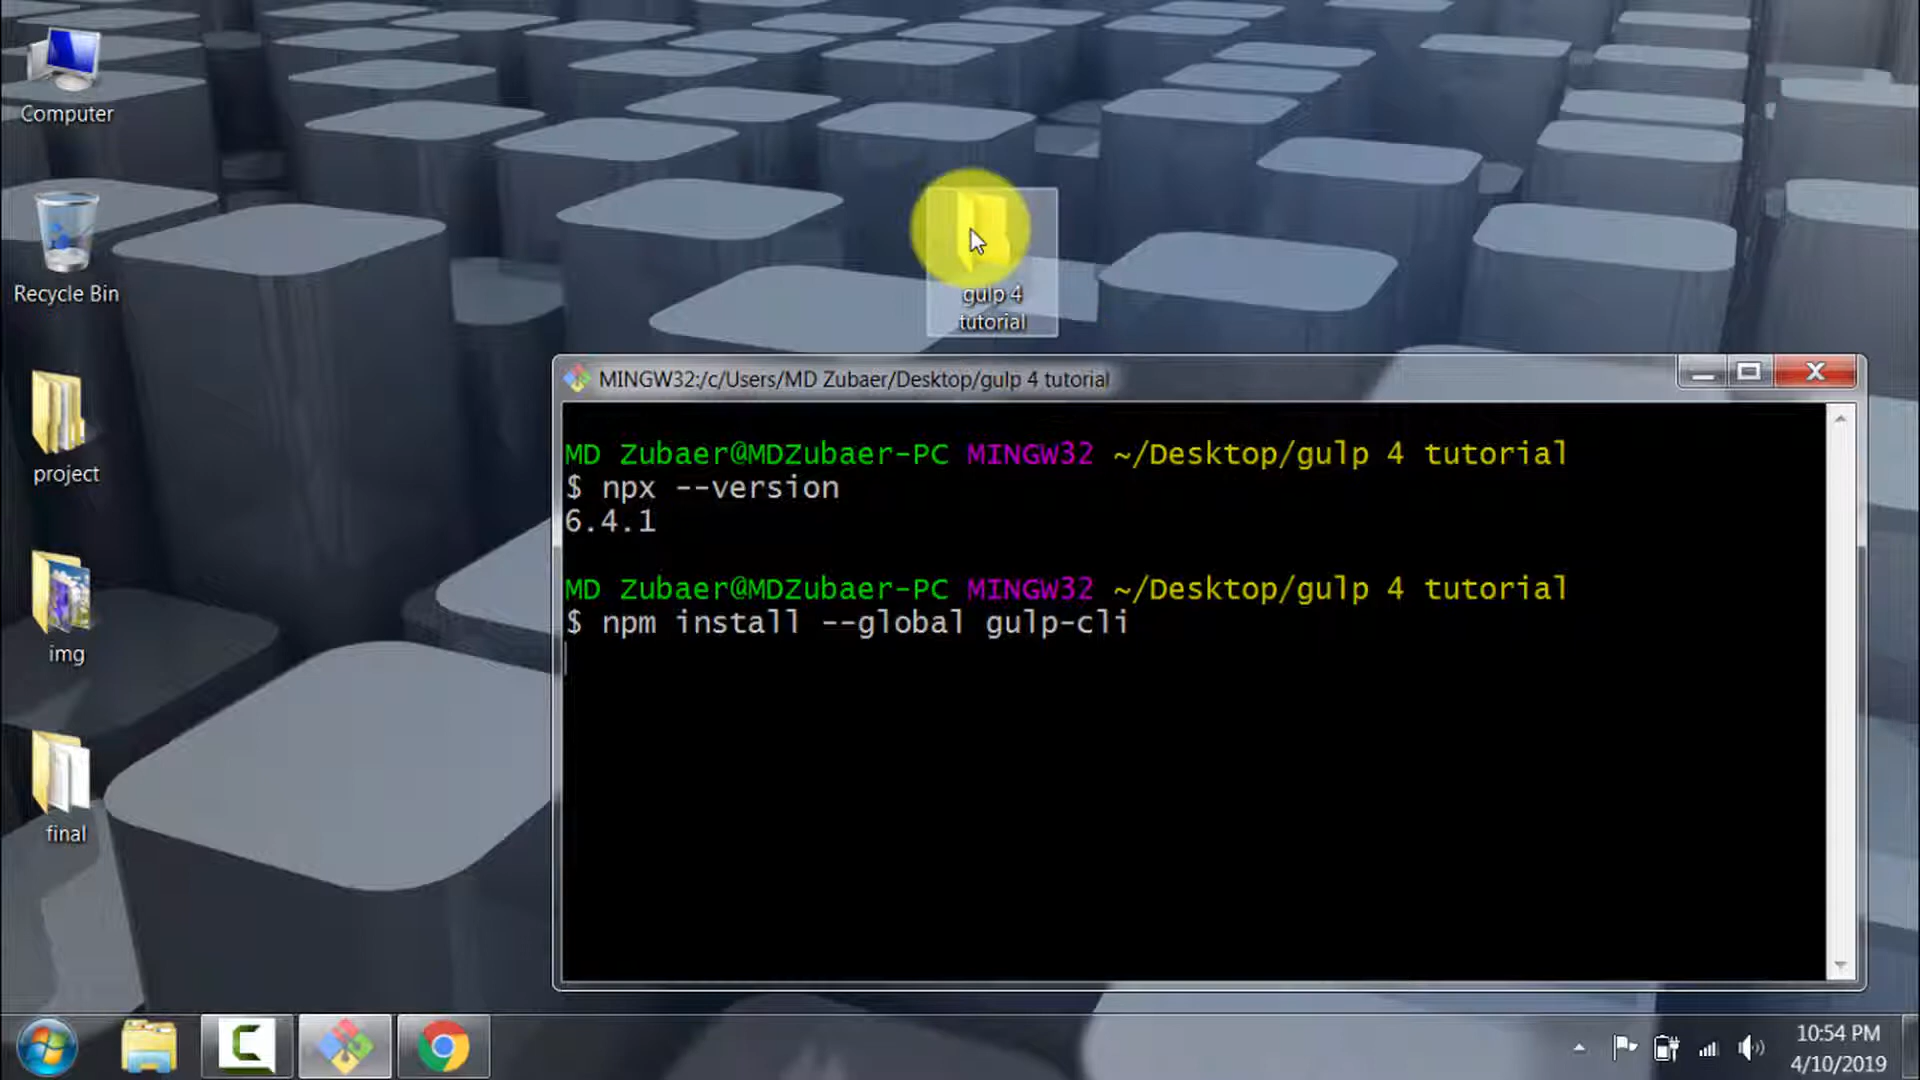 Computer
Recycle Bin
project
img
final
gulp 4
tutorial
MINGW32:/c/Users/MD Zubaer/Desktop/gulp 4 tutorial
MD Zubaer@MDZubaer-PC MINGW32 ~/Desktop/gulp 4 tutorial
$ npx --version
6.4.1
MD Zubaer@MDZubaer-PC MINGW32 ~/Desktop/gulp 4 tutorial
$ npm install --global gulp-cli
10:54 PM
4/10/2019